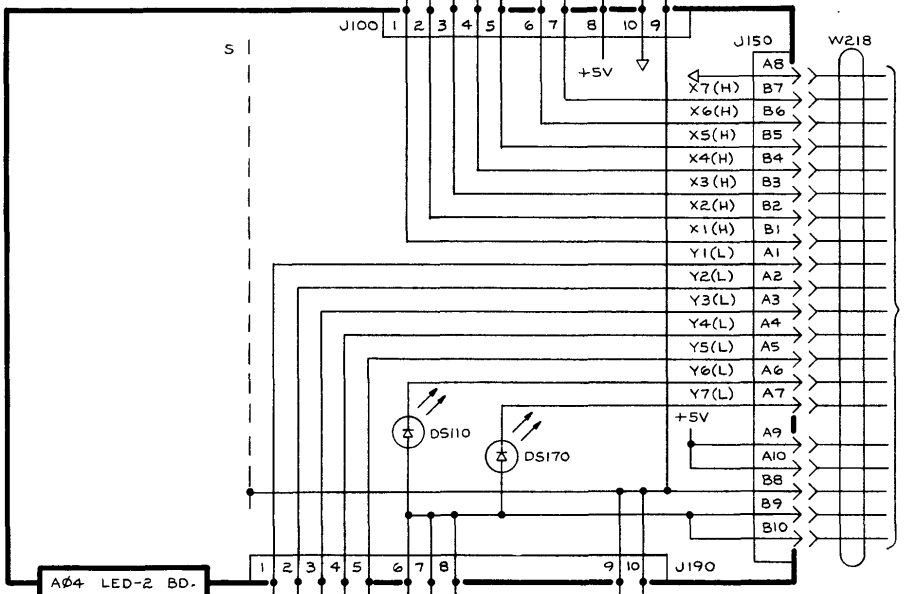 J100 1 2 3 4 5 6 7 8 10 9
S
J150
W218
+5V
A8
X7(H) B7
X6(H) B6
X5(H) B5
X4(H) B4
X3(H) B3
X2(H) B2
X1(H) B1
Y1(L) A1
Y2(L) A2
Y3(L) A3
Y4(L) A4
Y5(L) A5
Y6(L) A6
Y7(L) A7
+5V
DS110
A9
DS170
A10
B8
B9
B10
1 2 3 4 5 6 7 8 9 10 J190
AØ4 LED-2 BD.